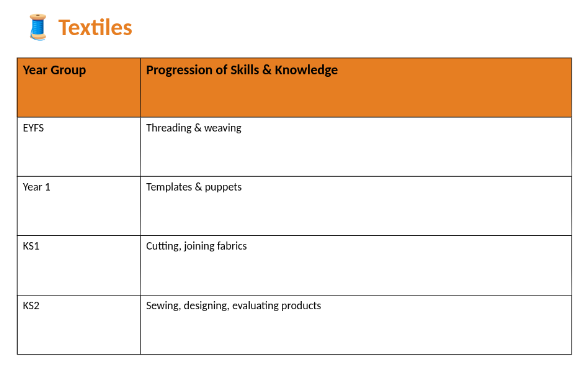 Textiles
Year Group Progression of Skills & Knowledge
EYFS Threading & weaving
Year 1 Templates & puppets
KS1 Cutting, joining fabrics
KS2 Sewing, designing, evaluating products